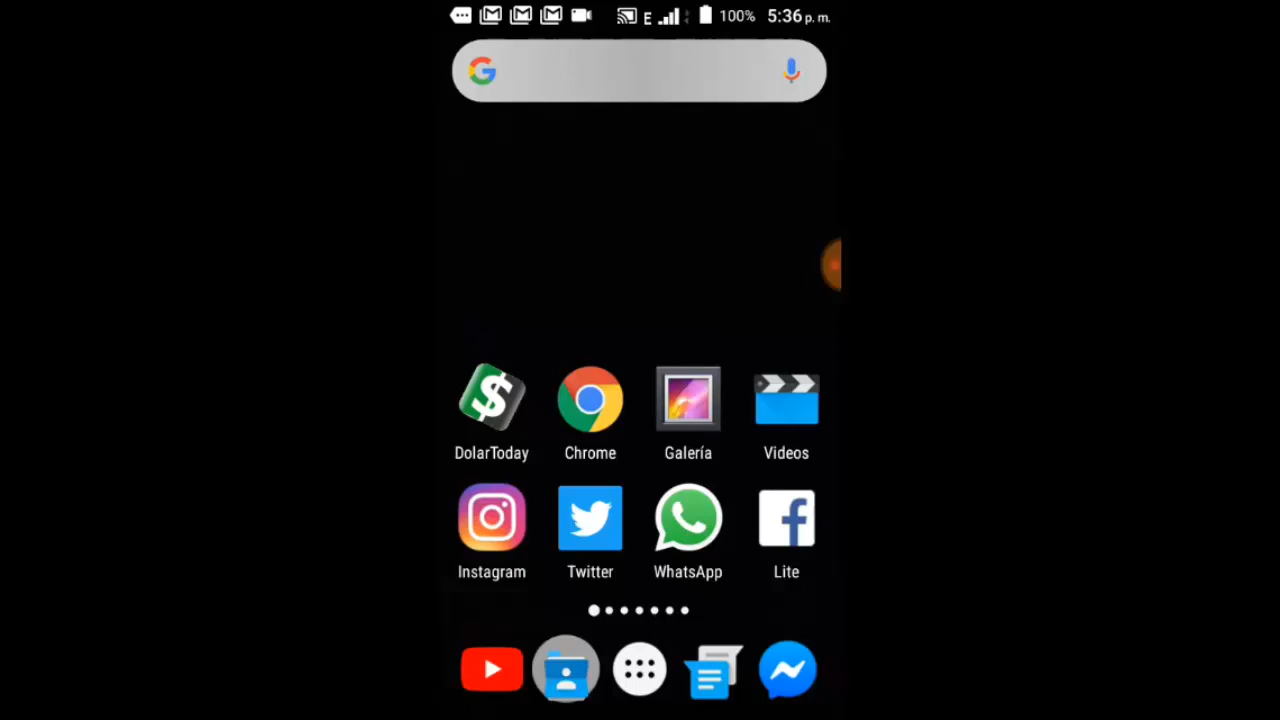 E 100% 5:36 p. m.
DolarToday Chrome Galería Videos
Instagram Twitter WhatsApp Lite